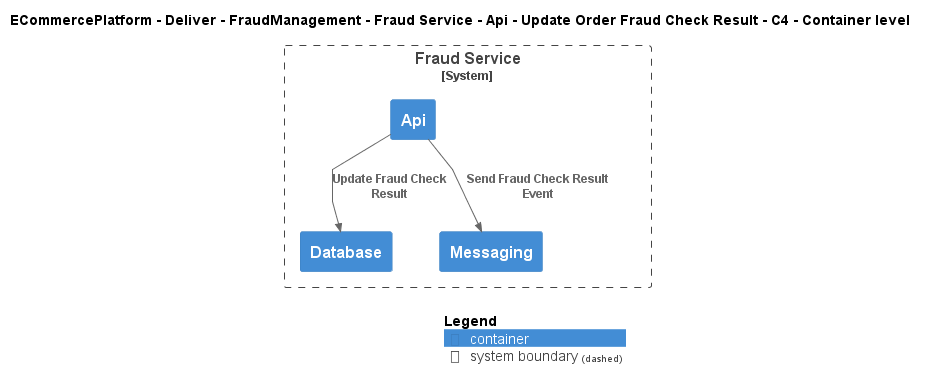 ECommercePlatform - Deliver - FraudManagement - Fraud Service - Api - Update Order Fraud Check Result - C4 - Container level
Fraud Service
[System]
Api
Update Fraud Check
Result
Send Fraud Check Result
Event
Database
Messaging
Legend
container
system boundary (dashed)